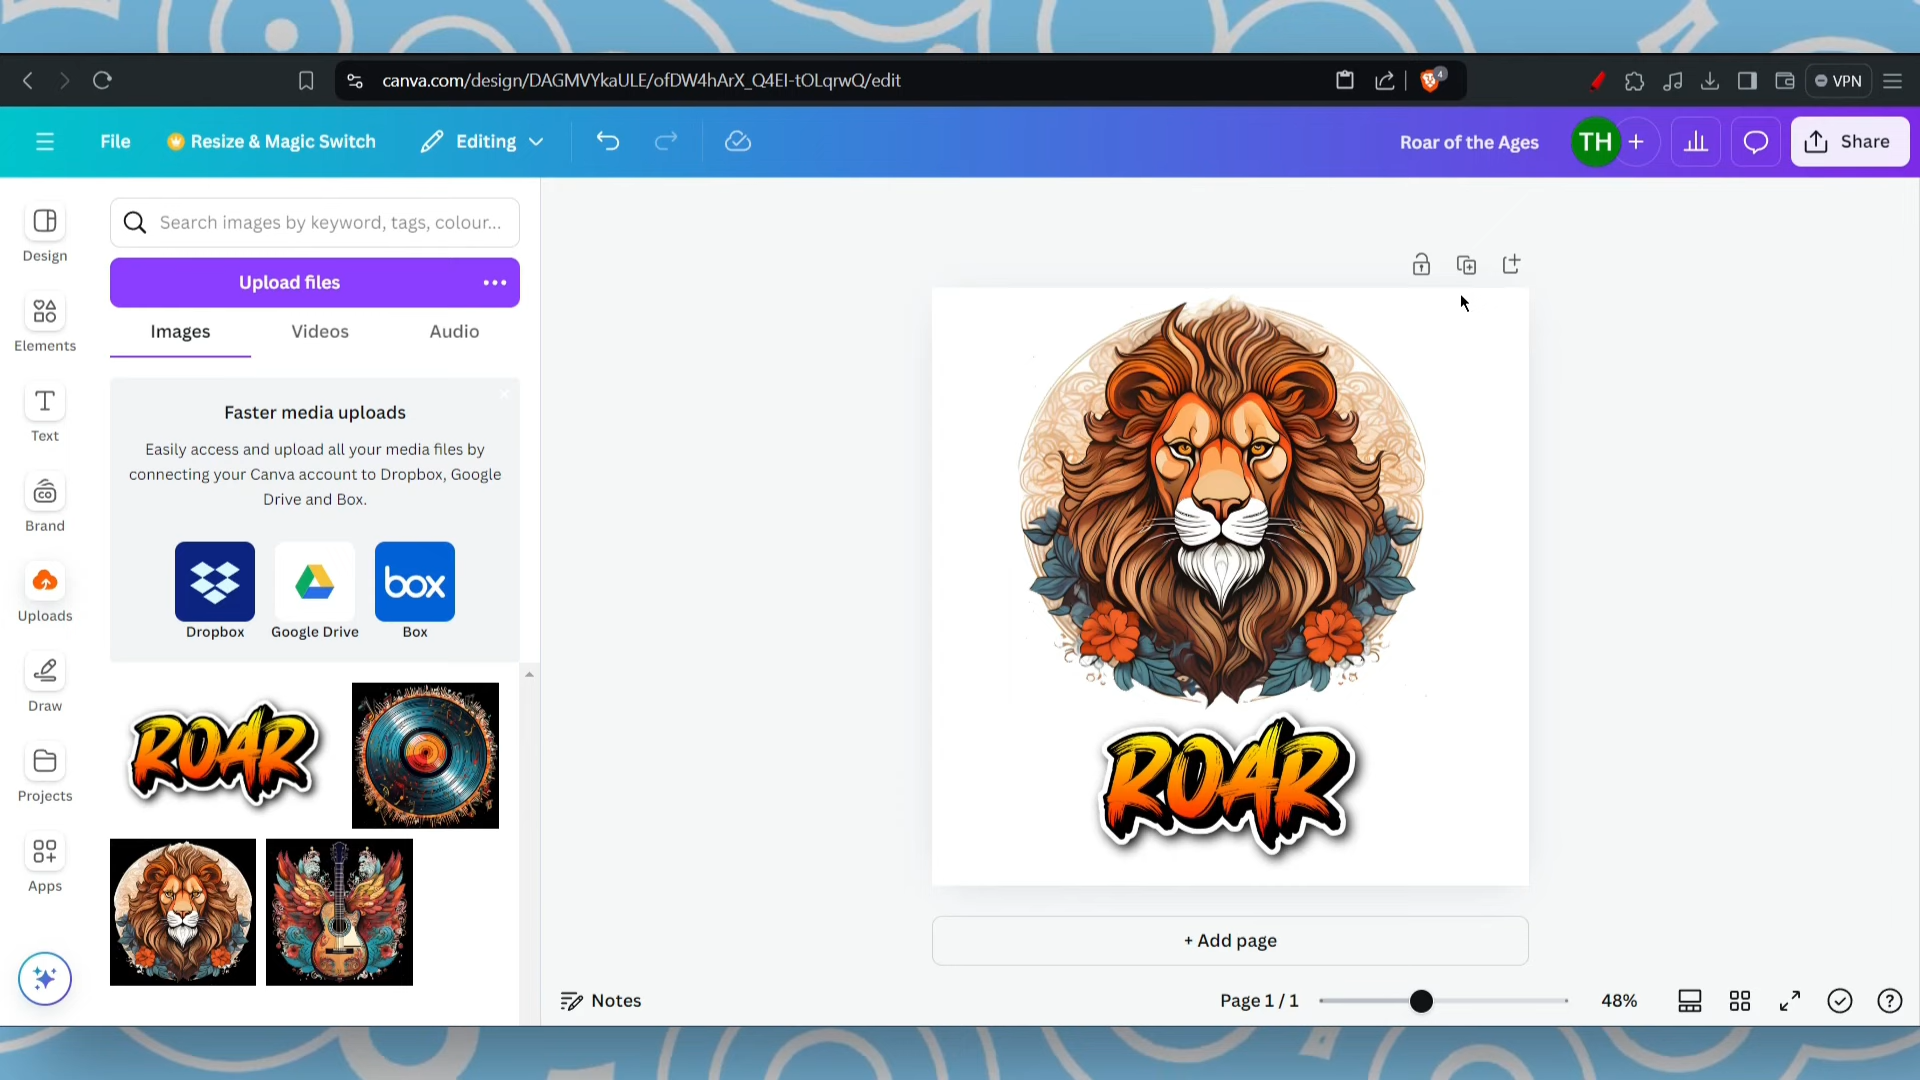 canva.com/design/DAGMVYkaULE/ofDW4hArX_Q4EI-tOLqrwQ/edit
4
VPN
File
Resize & Magic Switch
Editing
Roar of the Ages
TH
Share
Design
Elements
Text
Brand
CO
Uploads
Draw
Projects
Apps
Search images by keyword, tags, colour...
Upload files
Images
Videos
Audio
Faster media uploads
Easily access and upload all your media files by
connecting your Canva account to Dropbox, Google
Drive and Box.
box
Dropbox
Google Drive
Box
ROAR
ROAR
+ Add page
Notes
Page 1 / 1
48%